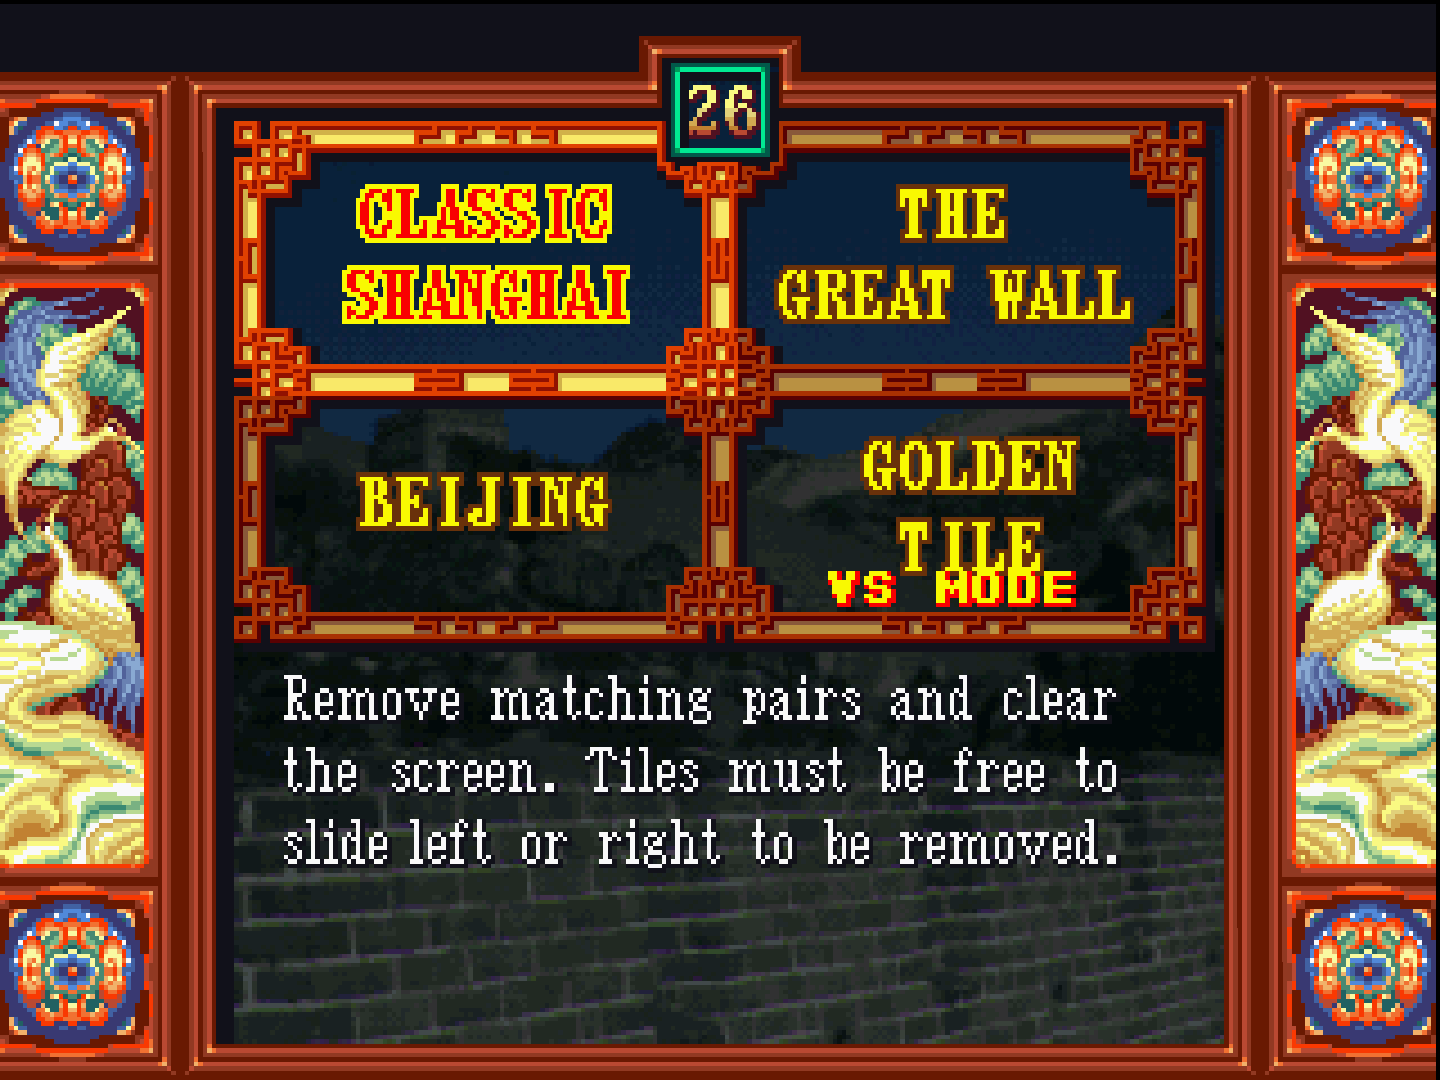 26
CLASSIC
SHANGHAI
THE
GREAT WALL
BEIJING
GOLDEN
TILE
VS MODE
Remove matching pairs and clear
the screen. Tiles must be free to
slide left or right to be removed.